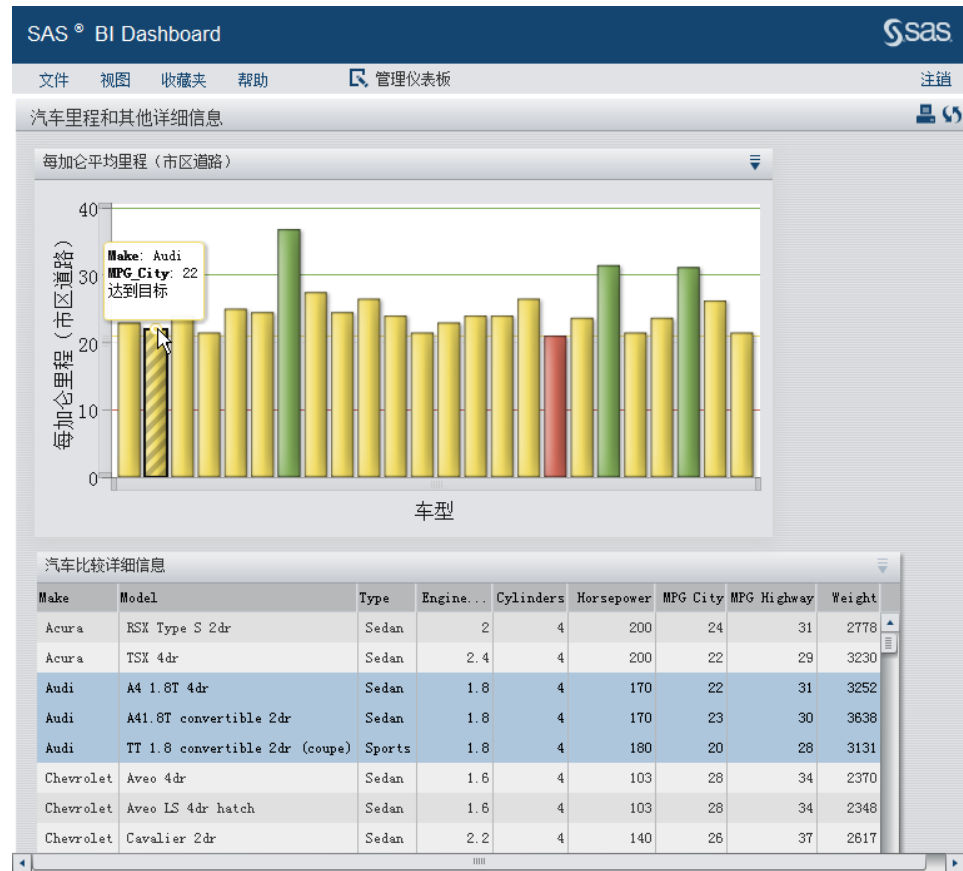 SAS ® BI Dashboard
sas
文件 视图 收藏夹 帮助 管理仪表板 注销
汽车里程和其他详细信息
每加仑平均里程（市区道路）
每加仑里程（市区道路）
40
30
20
10
0
Make: Audi
MPG_City: 22
达到目标
车型
汽车比较详细信息
Make Model Type Engine... Cylinders Horsepower MPG City MPG Highway Weight
Acura RSX Type S 2dr Sedan 2 4 200 24 31 2778
Acura TSX 4dr Sedan 2.4 4 200 22 29 3230
Audi A4 1.8T 4dr Sedan 1.8 4 170 22 31 3252
Audi A41.8T convertible 2dr Sedan 1.8 4 170 23 30 3638
Audi TT 1.8 convertible 2dr (coupe) Sports 1.8 4 180 20 28 3131
Chevrolet Aveo 4dr Sedan 1.6 4 103 28 34 2370
Chevrolet Aveo LS 4dr hatch Sedan 1.6 4 103 28 34 2348
Chevrolet Cavalier 2dr Sedan 2.2 4 140 26 37 2617